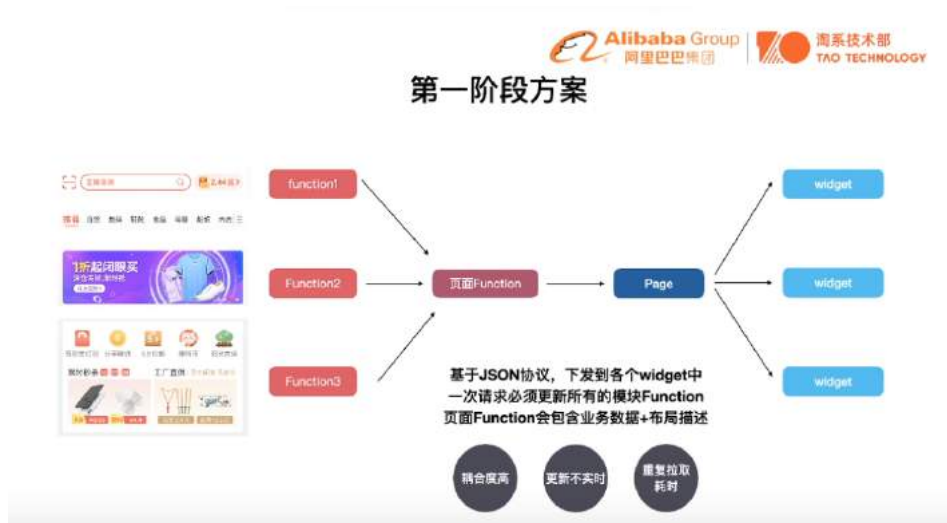 Alibaba Group
阿里巴巴集团
淘系技术部
TAO TECHNOLOGY
第一阶段方案
function1
Function2
Function3
页面Function
Page
widget
widget
widget
1折起闭眼买
工厂直供
基于JSON协议，下发到各个widget中
一次请求必须更新所有的模块Function
页面Function会包含业务数据+布局描述
耦合度高
更新不实时
重复拉取
耗时